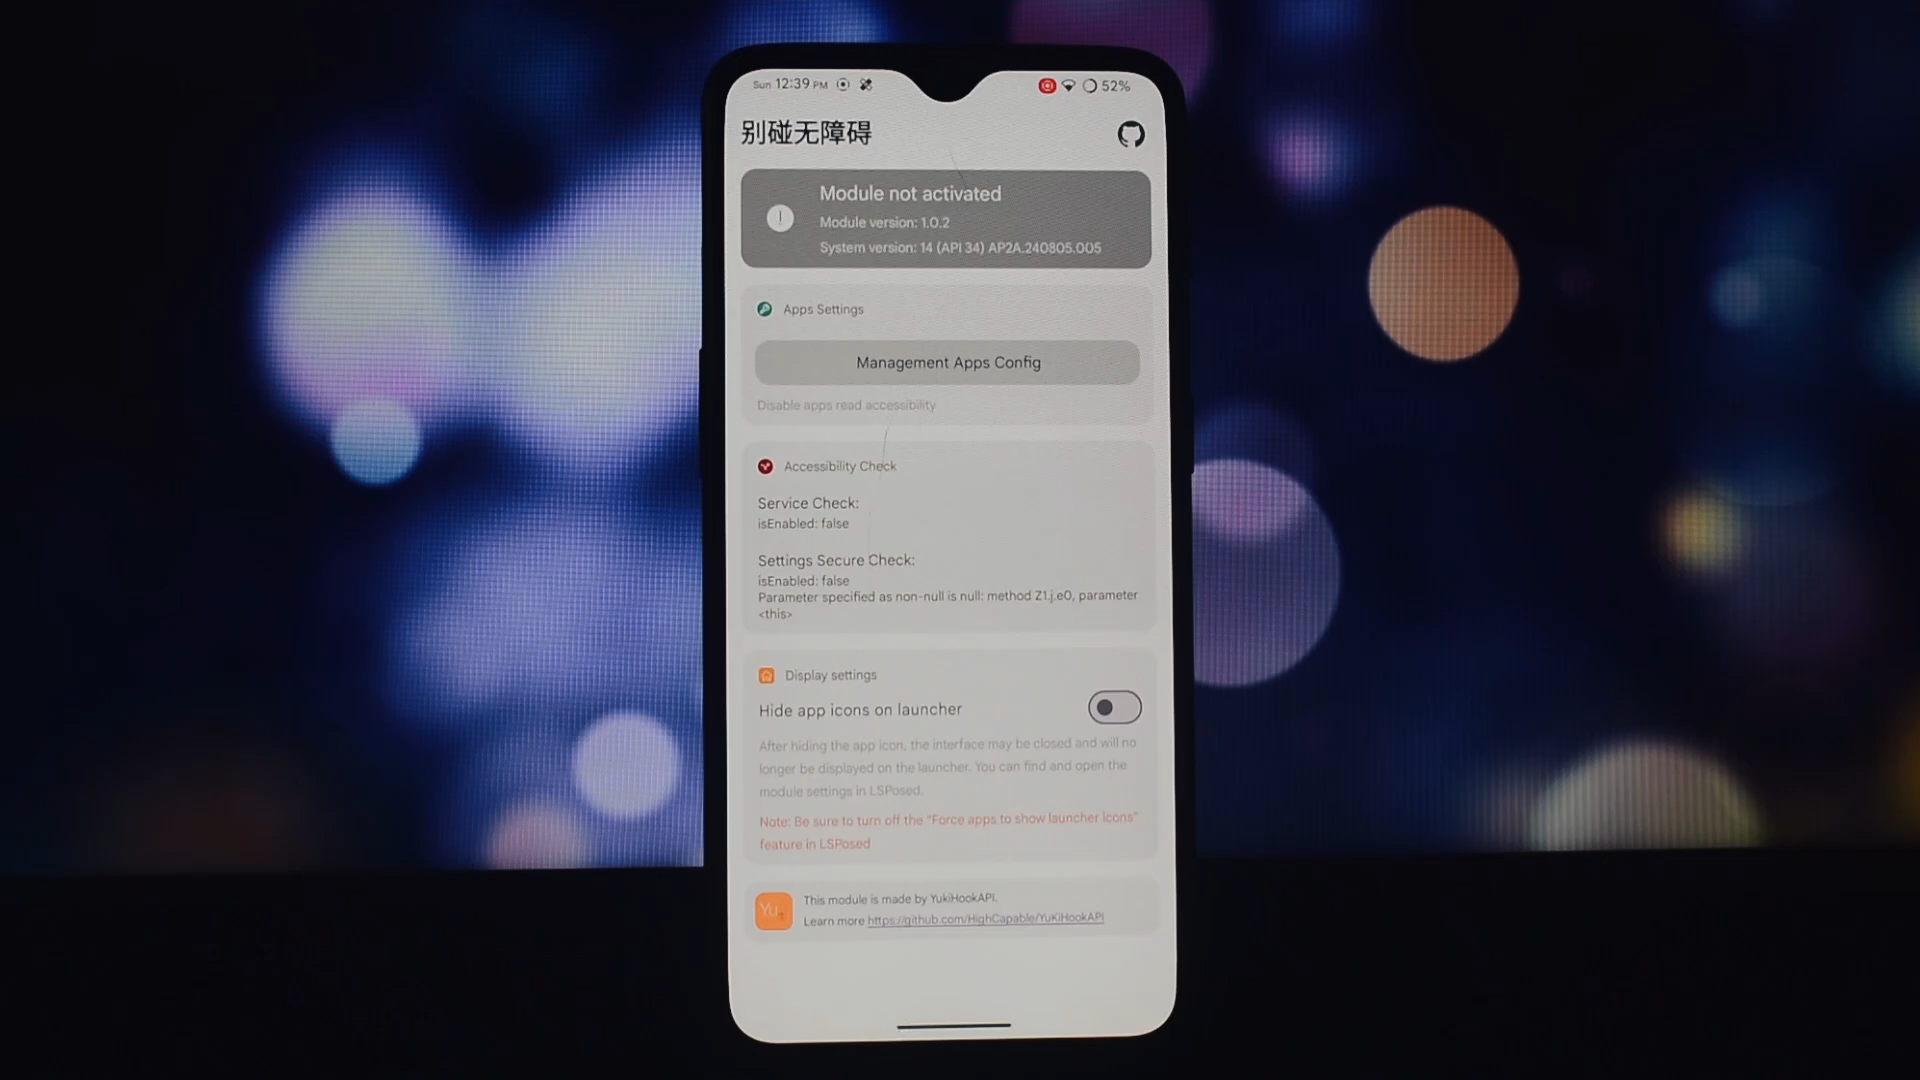 Sun 12:39 PM 52%
别碰无障碍
Module not activated
Module version: 1.0.2
System version: 14 (API 34) AP2A.240805.005
Apps Settings
Management Apps Config
Disable apps read accessibility
Accessibility Check
Service Check:
isEnabled: false
Settings Secure Check:
isEnabled: false
Parameter specified as non-null is null: method Z1.j.e0, parameter
<this>
Display settings
Hide app icons on launcher
After hiding the app icon, the interface may be closed and will no
longer be displayed on the launcher. You can find and open the
module settings in LSPosed.
Note: Be sure to turn off the "Force apps to show launcher icons"
feature in LSPosed
Yu
This module is made by YukiHookAPI.
Learn more https://github.com/HighCapable/YuKiHookAPI